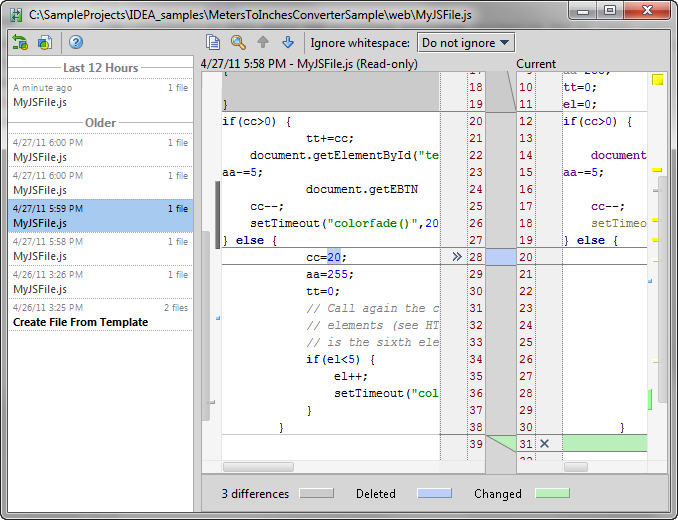 C:\SampleProjects\IDEA_samples\MetersToInchesConverterSample\web\MyJSFile.js
Ignore whitespace: Do not ignore
Last 12 Hours
A minute ago 1 file
MyJSFile.js
Older
4/27/11 6:00 PM 1 file
MyJSFile.js
4/27/11 6:00 PM 1 file
MyJSFile.js
4/27/11 5:59 PM 1 file
MyJSFile.js
4/27/11 5:58 PM 1 file
MyJSFile.js
4/26/11 3:26 PM 1 file
MyJSFile.js
4/26/11 3:25 PM 2 files
Create File From Template
4/27/11 5:58 PM - MyJSFile.js (Read-only)
18
} 19
if(cc>0) { 20
tt+=cc; 21
document.getElementById("te 22
aa-=5; 23
document.getEBTN 24
cc--; 25
setTimeout("colorfade()",20 26
} else { 27
cc=20; 28
aa=255; 29
tt=0; 30
// Call again the c 31
// elements (see HT 32
// is the sixth ele 33
if(el<5) { 34
el++; 35
setTimeout("col 36
} 37
} 38
39
Current
10 tt=0;
11 el=0;
12 if(cc>0) {
13
14 document
15 aa-=5;
16
17 cc--;
18 setTimeo
19 } else {
20
21
22
23
24
25
26
27
28
29
30 }
31
3 differences Deleted Changed